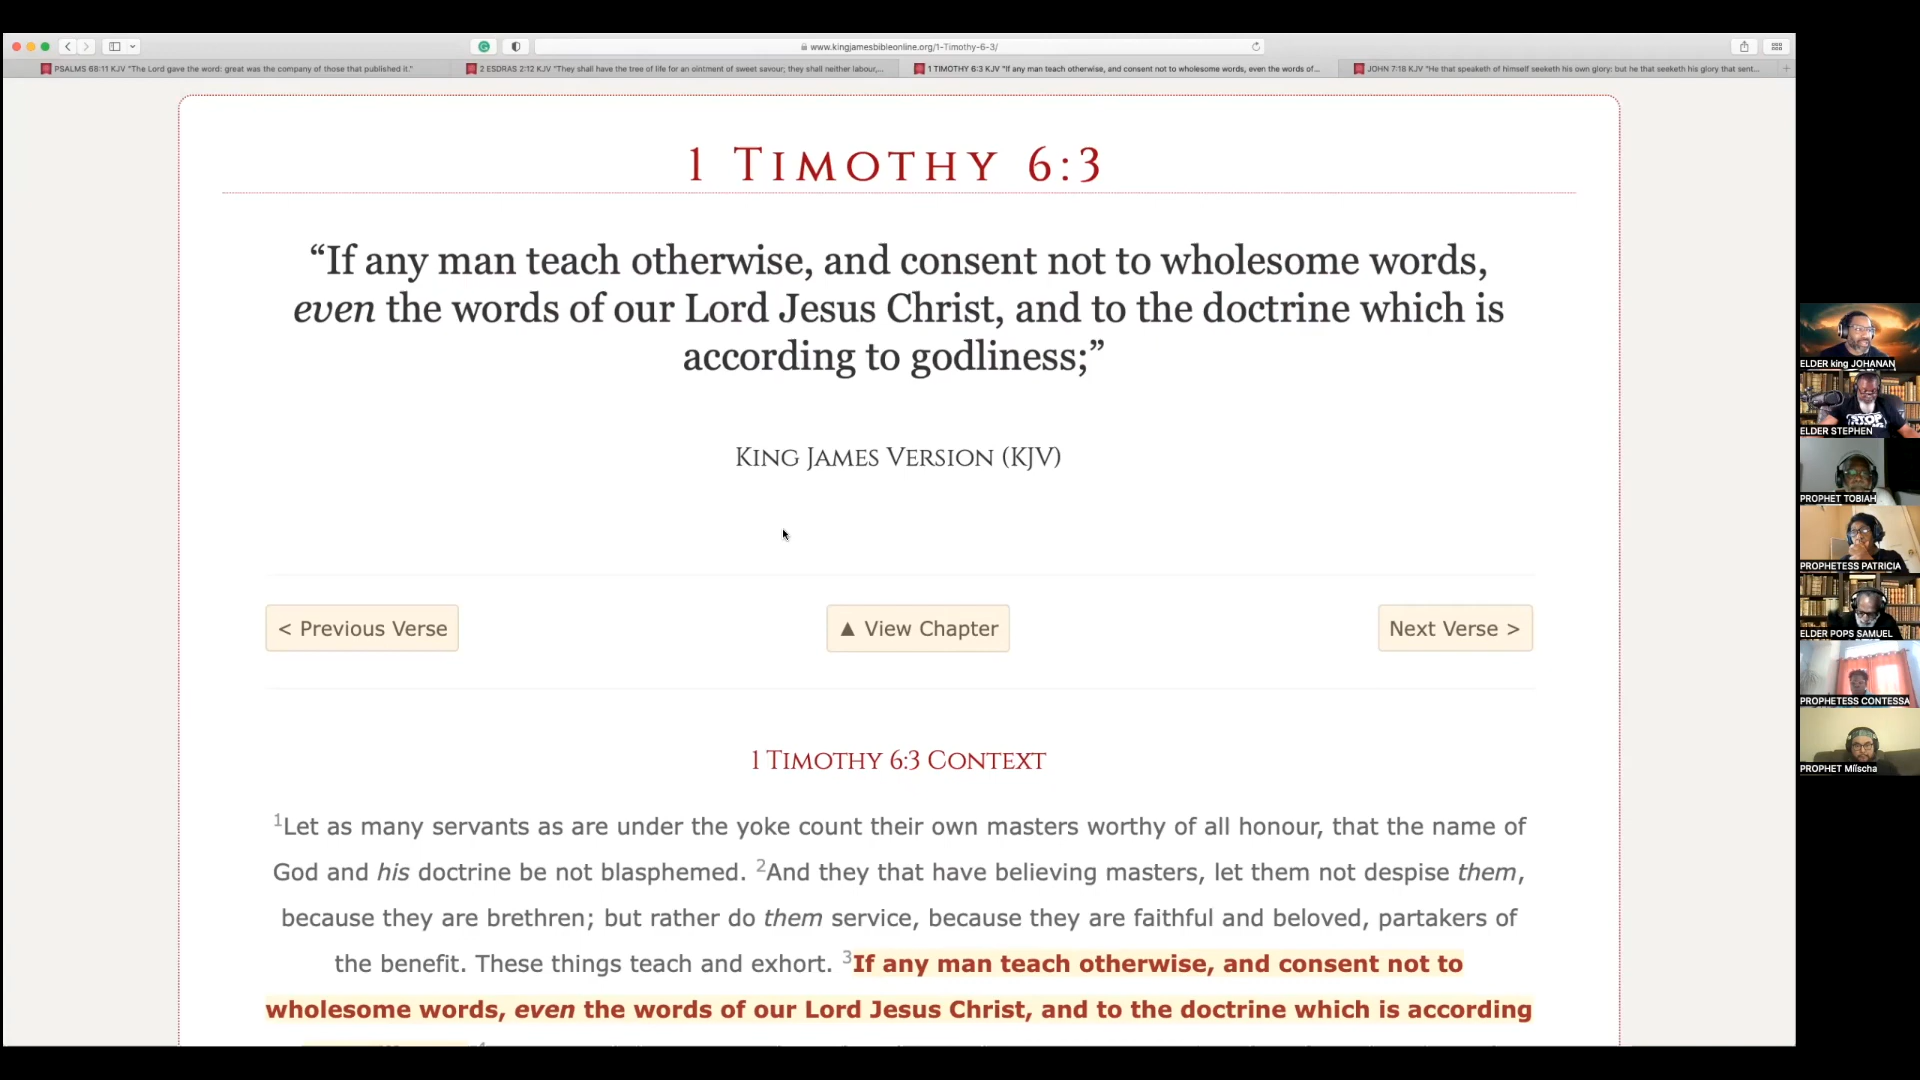 www.kingjamesbibleonline.org/1-Timothy-6-3/
PSALMS 68:11 KJV "The Lord gave the word: great was the company of those that published it."
2 ESDRAS 2:12 KJV "They shall have the tree of life for an ointment of sweet savour; they shall neither labour,...
1 TIMOTHY 6:3 KJV "If any man teach otherwise, and consent not to wholesome words, even the words of...
JOHN 7:18 KJV "He that speaketh of himself seeketh his own glory: but he that seeketh his glory that sent...
1 TIMOTHY 6:3
“If any man teach otherwise, and consent not to wholesome words,
even the words of our Lord Jesus Christ, and to the doctrine which is
according to godliness;”
KING JAMES VERSION (KJV)
< Previous Verse
▲ View Chapter
Next Verse >
1 TIMOTHY 6:3 CONTEXT
1Let as many servants as are under the yoke count their own masters worthy of all honour, that the name of
God and his doctrine be not blasphemed. 2And they that have believing masters, let them not despise them,
because they are brethren; but rather do them service, because they are faithful and beloved, partakers of
the benefit. These things teach and exhort. 3If any man teach otherwise, and consent not to
wholesome words, even the words of our Lord Jesus Christ, and to the doctrine which is according
ELDER king JOHANAN
STOP
ELDER STEPHEN
PROPHET TOBIAH
PROPHETESS PATRICIA
ELDER POPS SAMUEL
PROPHETESS CONTESSA
PROPHET Miischa